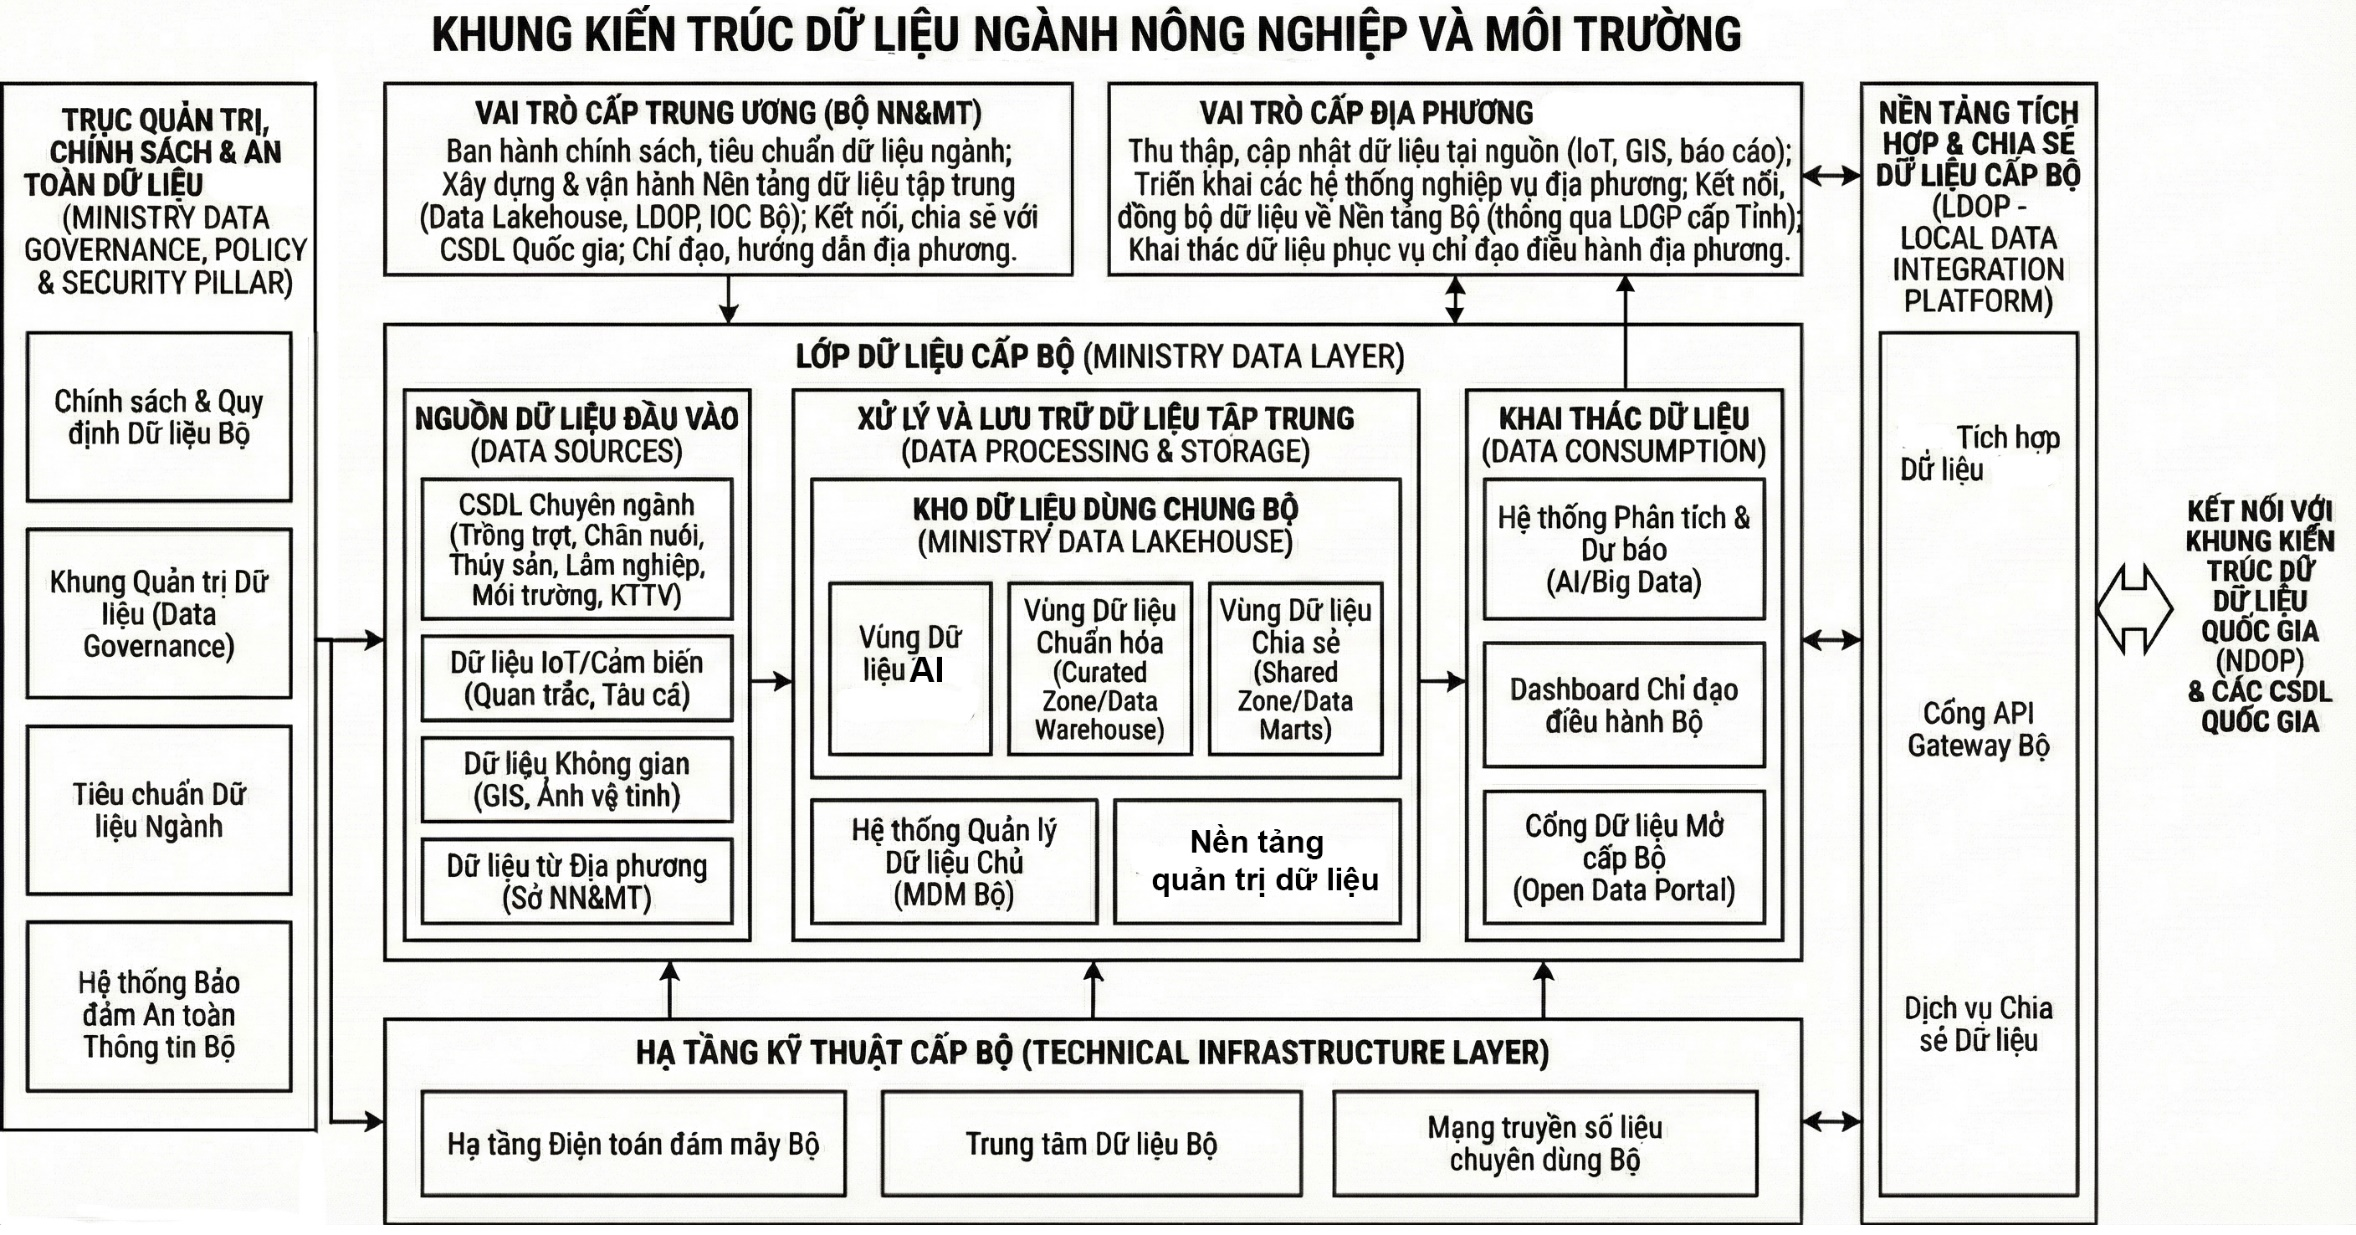 KHUNG KIẾN TRÚC DỮ LIỆU NGÀNH NÔNG NGHIỆP VÀ MÔI TRƯỜNG
TRỤC QUẢN TRỊ,
CHÍNH SÁCH & AN
TOÀN DỮ LIỆU
(MINISTRY DATA
GOVERNANCE, POLICY
& SECURITY PILLAR)
Chính sách & Quy
định Dữ liệu Bộ
Khung Quản trị Dữ
liệu (Data
Governance)
Tiêu chuẩn Dữ
liệu Ngành
Hệ thống Bảo
đảm An toàn
Thông tin Bộ
VAI TRÒ CẤP TRUNG ƯƠNG (BỘ NN&MT)
Ban hành chính sách, tiêu chuẩn dữ liệu ngành;
Xây dựng & vận hành Nền tảng dữ liệu tập trung
(Data Lakehouse, LDOP, IOC Bộ); Kết nối, chia sẻ với
CSDL Quốc gia; Chỉ đạo, hướng dẫn địa phương.
VAI TRÒ CẤP ĐỊA PHƯƠNG
Thu thập, cập nhật dữ liệu tại nguồn (IoT, GIS, báo cáo);
Triển khai các hệ thống nghiệp vụ địa phương; Kết nối,
đồng bộ dữ liệu về Nền tảng Bộ (thông qua LDGP cấp Tỉnh);
Khai thác dữ liệu phục vụ chỉ đạo điều hành địa phương.
LỚP DỮ LIỆU CẤP BỘ (MINISTRY DATA LAYER)
NGUỒN DỮ LIỆU ĐẦU VÀO
(DATA SOURCES)
CSDL Chuyên ngành
(Trồng trọt, Chăn nuôi,
Thủy sản, Lâm nghiệp,
Môi trường, KTTV)
Dữ liệu IoT/Cảm biến
(Quan trắc, Tàu cá)
Dữ liệu Không gian
(GIS, Ảnh vệ tinh)
Dữ liệu từ Địa phương
(Sở NN&MT)
XỬ LÝ VÀ LƯU TRỮ DỮ LIỆU TẬP TRUNG
(DATA PROCESSING & STORAGE)
KHO DỮ LIỆU DÙNG CHUNG BỘ
(MINISTRY DATA LAKEHOUSE)
Vùng Dữ
liệu AI
Vùng Dữ liệu
Chuẩn hóa
(Curated
Zone/Data
Warehouse)
Vùng Dữ liệu
Chia sẻ
(Shared
Zone/Data
Marts)
Hệ thống Quản lý
Dữ liệu Chủ
(MDM Bộ)
Nền tảng
quản trị dữ liệu
KHAI THÁC DỮ LIỆU
(DATA CONSUMPTION)
Hệ thống Phân tích &
Dự báo
(AI/Big Data)
Dashboard Chỉ đạo
điều hành Bộ
Cổng Dữ liệu Mở
cấp Bộ
(Open Data Portal)
HẠ TẦNG KỸ THUẬT CẤP BỘ (TECHNICAL INFRASTRUCTURE LAYER)
Hạ tầng Điện toán đám mây Bộ
Trung tâm Dữ liệu Bộ
Mạng truyền số liệu
chuyên dùng Bộ
NỀN TẢNG TÍCH
HỢP & CHIA SẺ
DỮ LIỆU CẤP BỘ
(LDOP -
LOCAL DATA
INTEGRATION
PLATFORM)
Tích hợp
Dữ liệu
Cổng API
Gateway Bộ
Dịch vụ Chia
sẻ Dữ liệu
KẾT NỐI VỚI
KHUNG KIẾN
TRÚC DỮ
DỮ LIỆU
QUỐC GIA
(NDOP)
& CÁC CSDL
QUỐC GIA